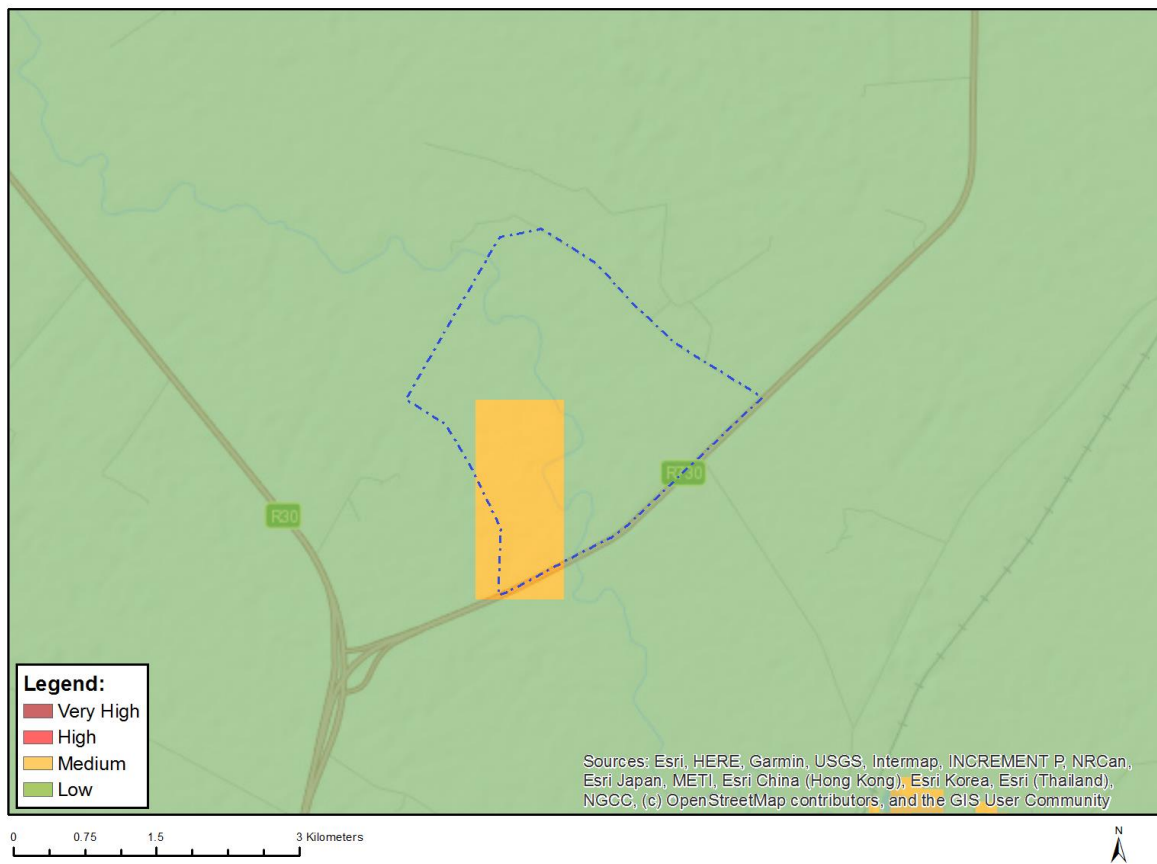 R30
R730
Legend:
Very High
High
Medium
Low
Sources: Esri, HERE, Garmin, USGS, Intermap, INCREMENT P, NRCan,
Esri Japan, METI, Esri China (Hong Kong), Esri Korea, Esri (Thailand),
NGCC, (c) OpenStreetMap contributors, and the GIS User Community
0 0.75 1.5 3 Kilometers
N